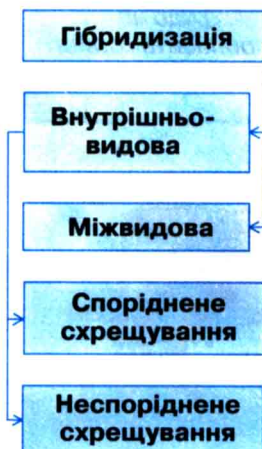 Гібридизація
Внутрішньо-
видова
Міжвидова
Споріднене
схрещування
Неспоріднене
схрещування